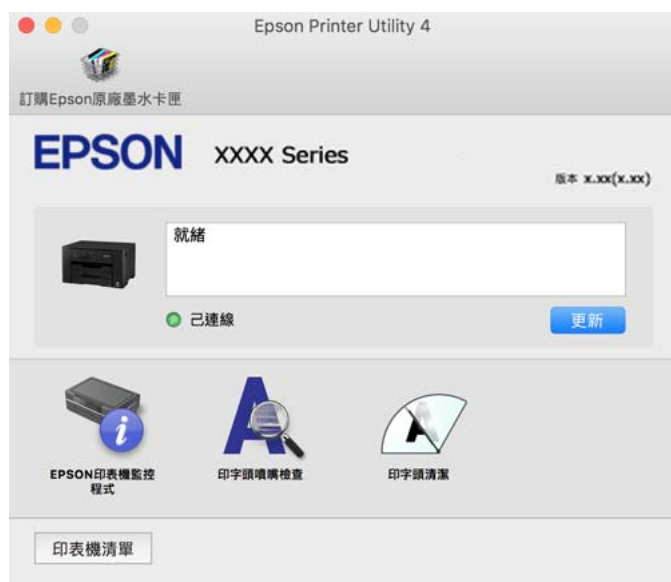 Epson Printer Utility 4
訂購Epson原廠墨水卡匣
EPSON XXXX Series
版本 x.xx(x.xx)
就緒
已連線
更新
EPSON印表機監控
程式
印字頭噴嘴檢查
印字頭清潔
印表機清單